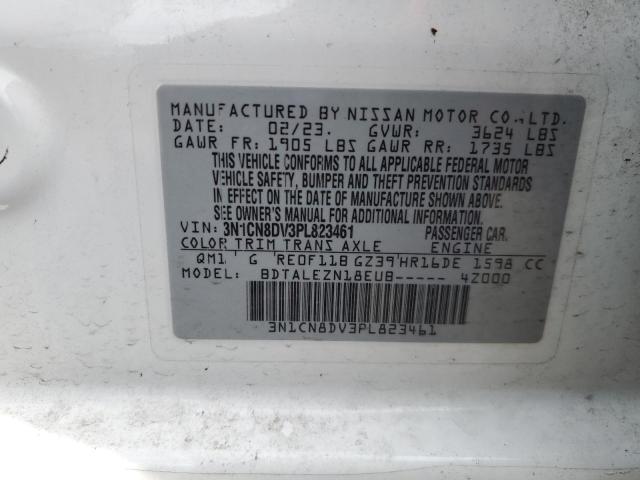 MANUFACTURED BY NISSAN MOTOR CO., LTD.
DATE: 02/23. GVWR: 3624 LBS
GAWR FR: 1905 LBS GAWR RR: 1735 LBS
THIS VEHICLE CONFORMS TO ALL APPLICABLE FEDERAL MOTOR
VEHICLE SAFETY, BUMPER AND THEFT PREVENTION STANDARDS
IN EFFECT ON THE DATE OF MANUFACTURE SHOWN ABOVE.
SEE OWNER'S MANUAL FOR ADDITIONAL INFORMATION.
VIN: 3N1CN8DV3PL823461 PASSENGER CAR.
COLOR TRIM TRANS AXLE ENGINE
QM1 G RE0F11B GZ39 HR16DE 1598 CC
MODEL: BDTALEZN18EUB----- 4Z000
3N1CN8DV3PL823461